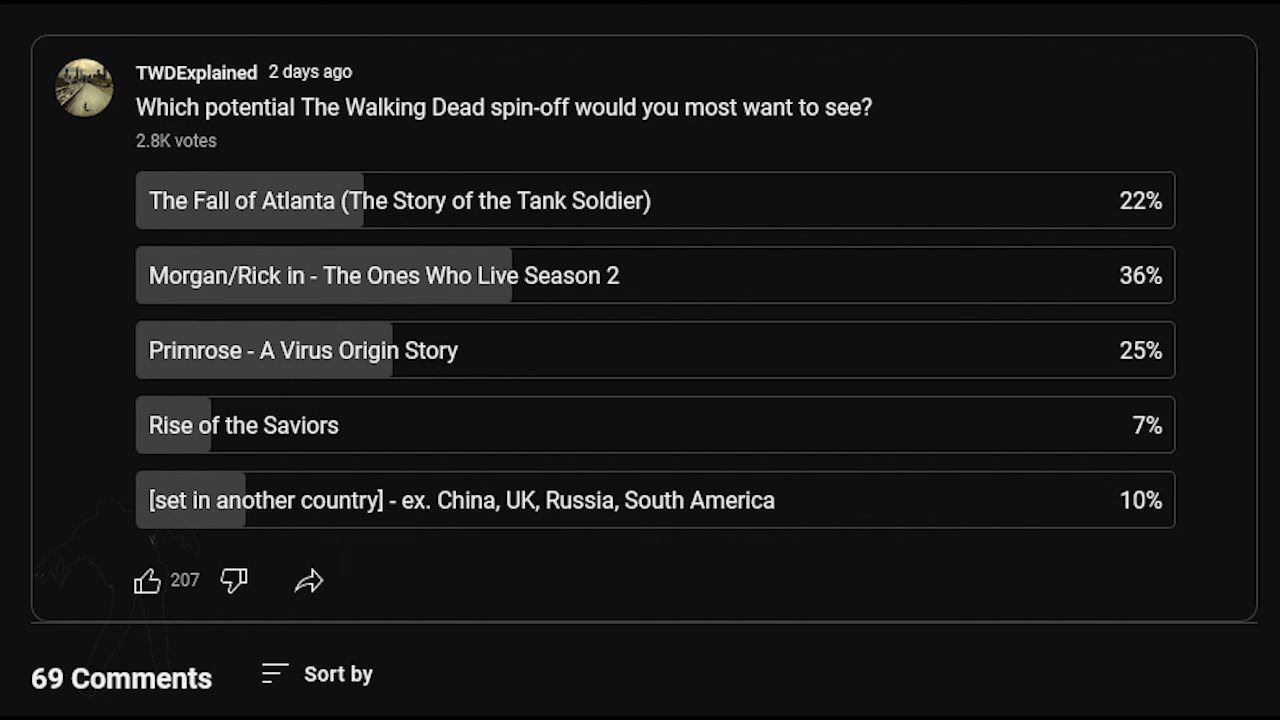 TWDExplained 2 days ago
Which potential The Walking Dead spin-off would you most want to see?
2.8K votes
The Fall of Atlanta (The Story of the Tank Soldier) 22%
Morgan/Rick in - The Ones Who Live Season 2 36%
Primrose - A Virus Origin Story 25%
Rise of the Saviors 7%
[set in another country] - ex. China, UK, Russia, South America 10%
207
69 Comments Sort by